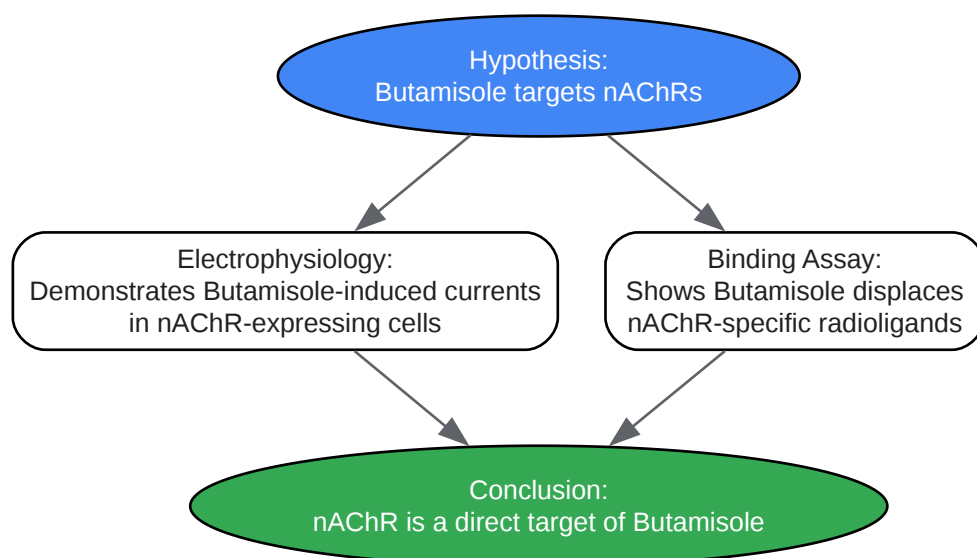 Hypothesis:
Butamisole targets nAChRs
Electrophysiology:
Demonstrates Butamisole-induced currents
in nAChR-expressing cells
Binding Assay:
Shows Butamisole displaces
nAChR-specific radioligands
Conclusion:
nAChR is a direct target of Butamisole